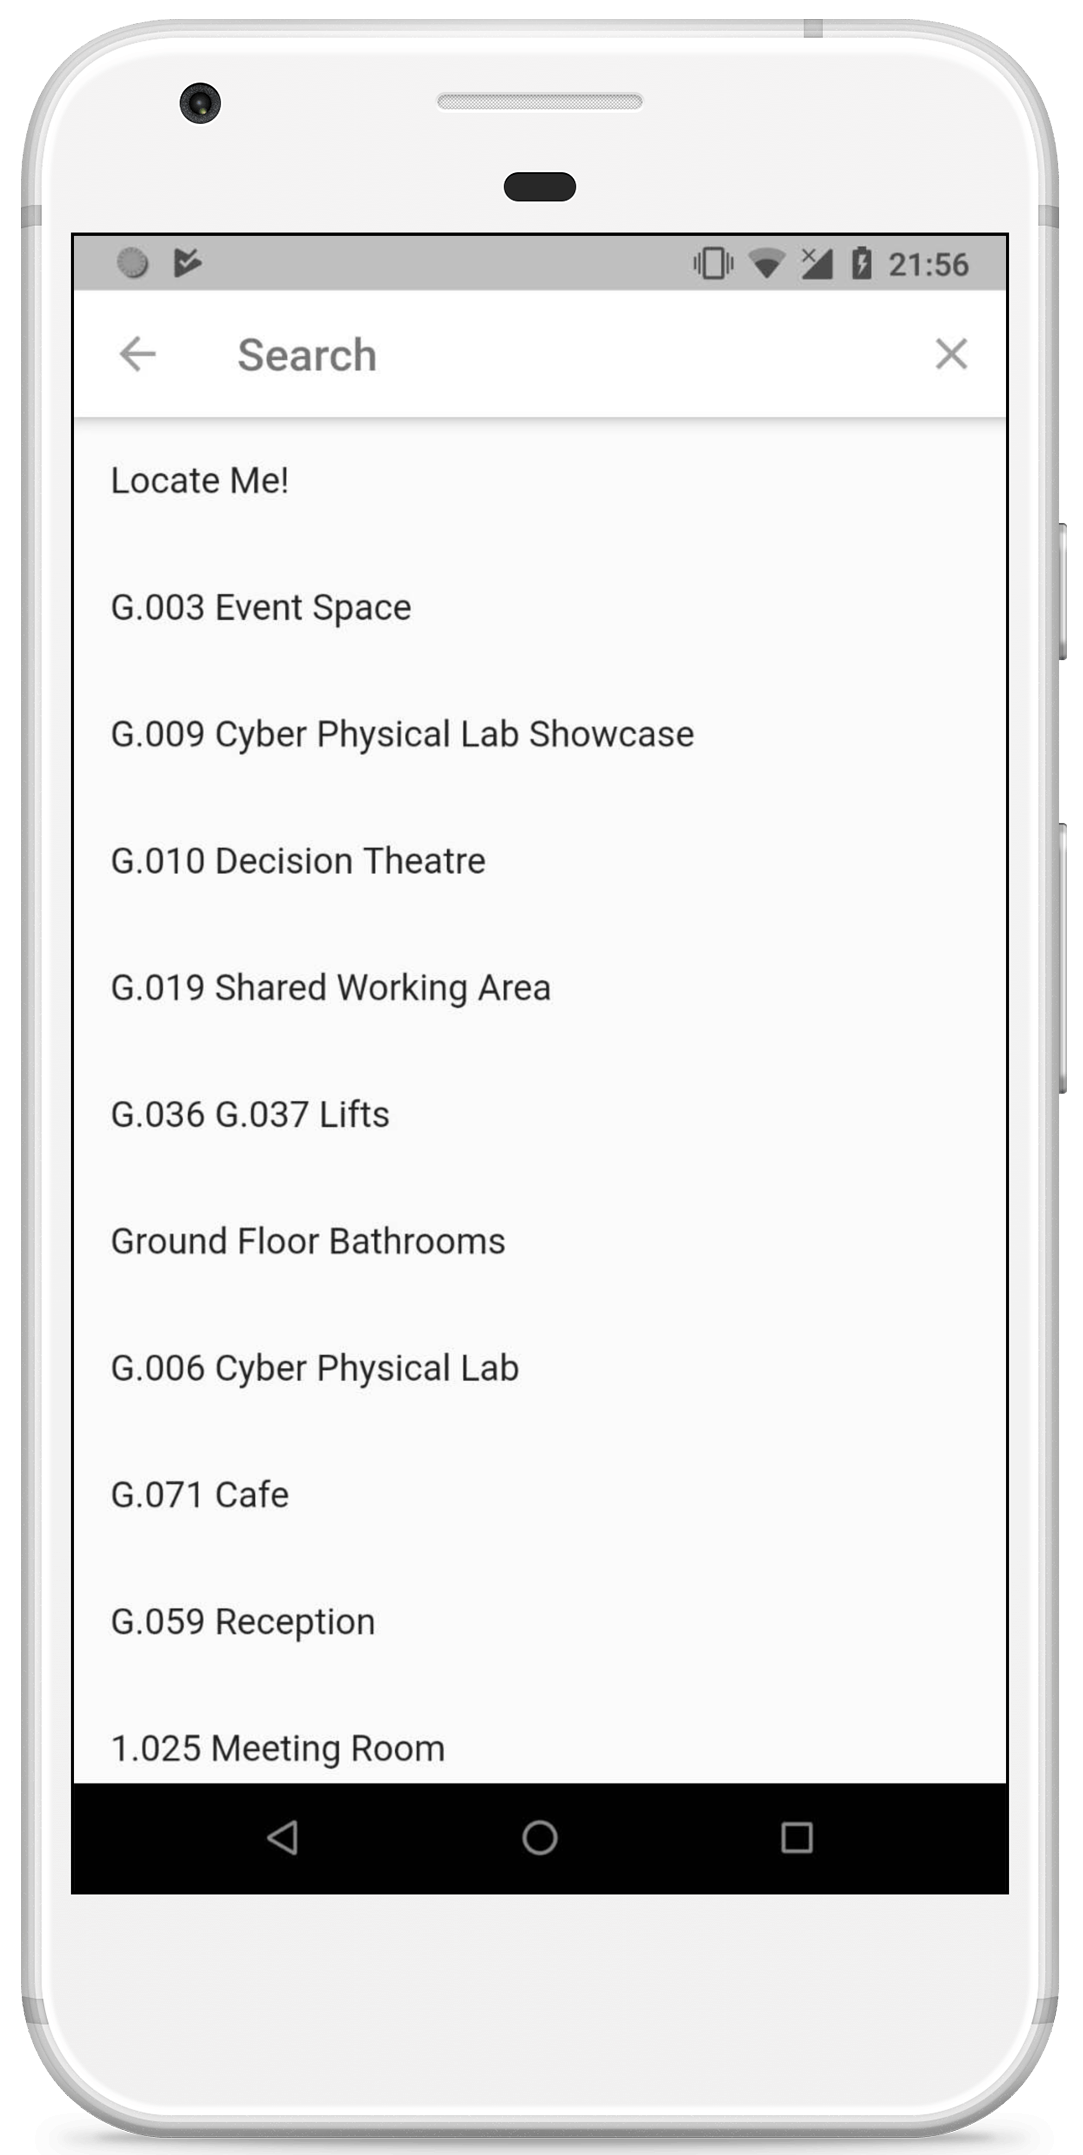 21:56
Search
Locate Me!
G.003 Event Space
G.009 Cyber Physical Lab Showcase
G.010 Decision Theatre
G.019 Shared Working Area
G.036 G.037 Lifts
Ground Floor Bathrooms
G.006 Cyber Physical Lab
G.071 Cafe
G.059 Reception
1.025 Meeting Room